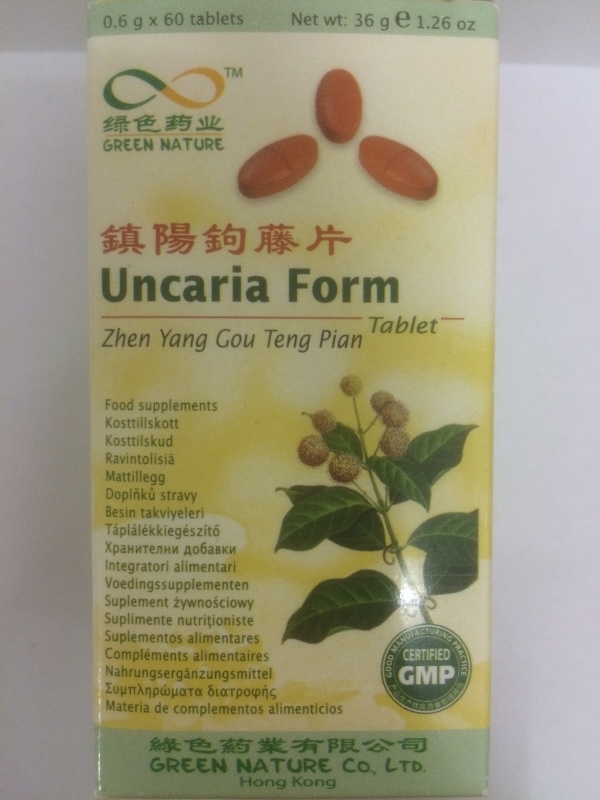 0.6 g x 60 tablets Net wt: 36 g e 1.26 oz
TM
绿色药业
GREEN NATURE
鎮陽鉤藤片
Uncaria Form
Tablet
Zhen Yang Gou Teng Pian
Food supplements
Kosttillskott
Kosttilskud
Ravintolisiä
Mattillegg
Doplňků stravy
Besin takviyeleri
Táplálékkiegészítő
Хранителни добавки
Integratori alimentari
Voedingssupplementen
Suplement żywnościowy
Suplimente nutriţioniste
Suplementos alimentares
Compléments alimentaires
Nahrungsergänzungsmittel
Συμπληρώματα διατροφής
Materia de complementos alimenticios
GOOD MANUFACTURING PRACTICE
CERTIFIED
GMP
綠色藥業有限公司
GREEN NATURE CO., LTD.
Hong Kong